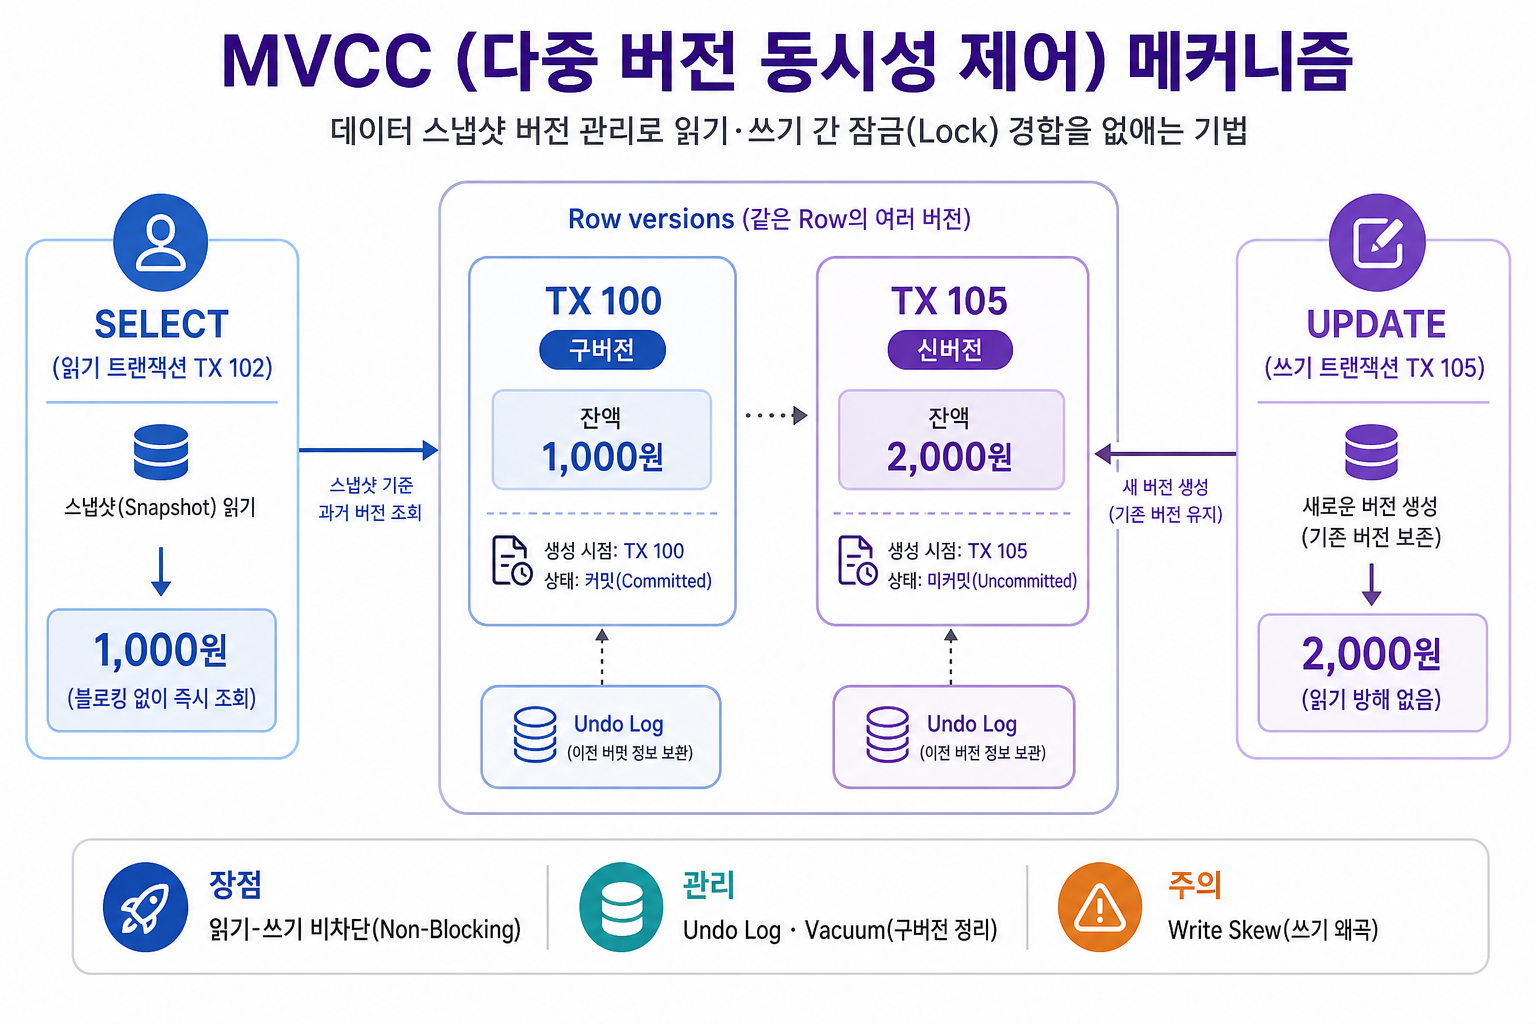 MVCC (다중 버전 동시성 제어) 메커니즘
데이터 스냅샷 버전 관리로 읽기·쓰기 간 잠금(Lock) 경합을 없애는 기법
SELECT
(읽기 트랜잭션 TX 102)
스냅샷(Snapshot) 읽기
1,000원
(블로킹 없이 즉시 조회)
스냅샷 기준
과거 버전 조회
Row versions (같은 Row의 여러 버전)
TX 100
구버전
잔액
1,000원
생성 시점: TX 100
상태: 커밋(Committed)
Undo Log
(이전 버멋 정보 보환)
TX 105
신버전
잔액
2,000원
생성 시점: TX 105
상태: 미커밋(Uncommitted)
Undo Log
(이전 버전 정보 보관)
새 버전 생성
(기존 버전 유지)
UPDATE
(쓰기 트랜잭션 TX 105)
새로운 버전 생성
(기존 버전 보존)
2,000원
(읽기 방해 없음)
장점
읽기-쓰기 비차단(Non-Blocking)
관리
Undo Log · Vacuum(구버전 정리)
주의
Write Skew(쓰기 왜곡)